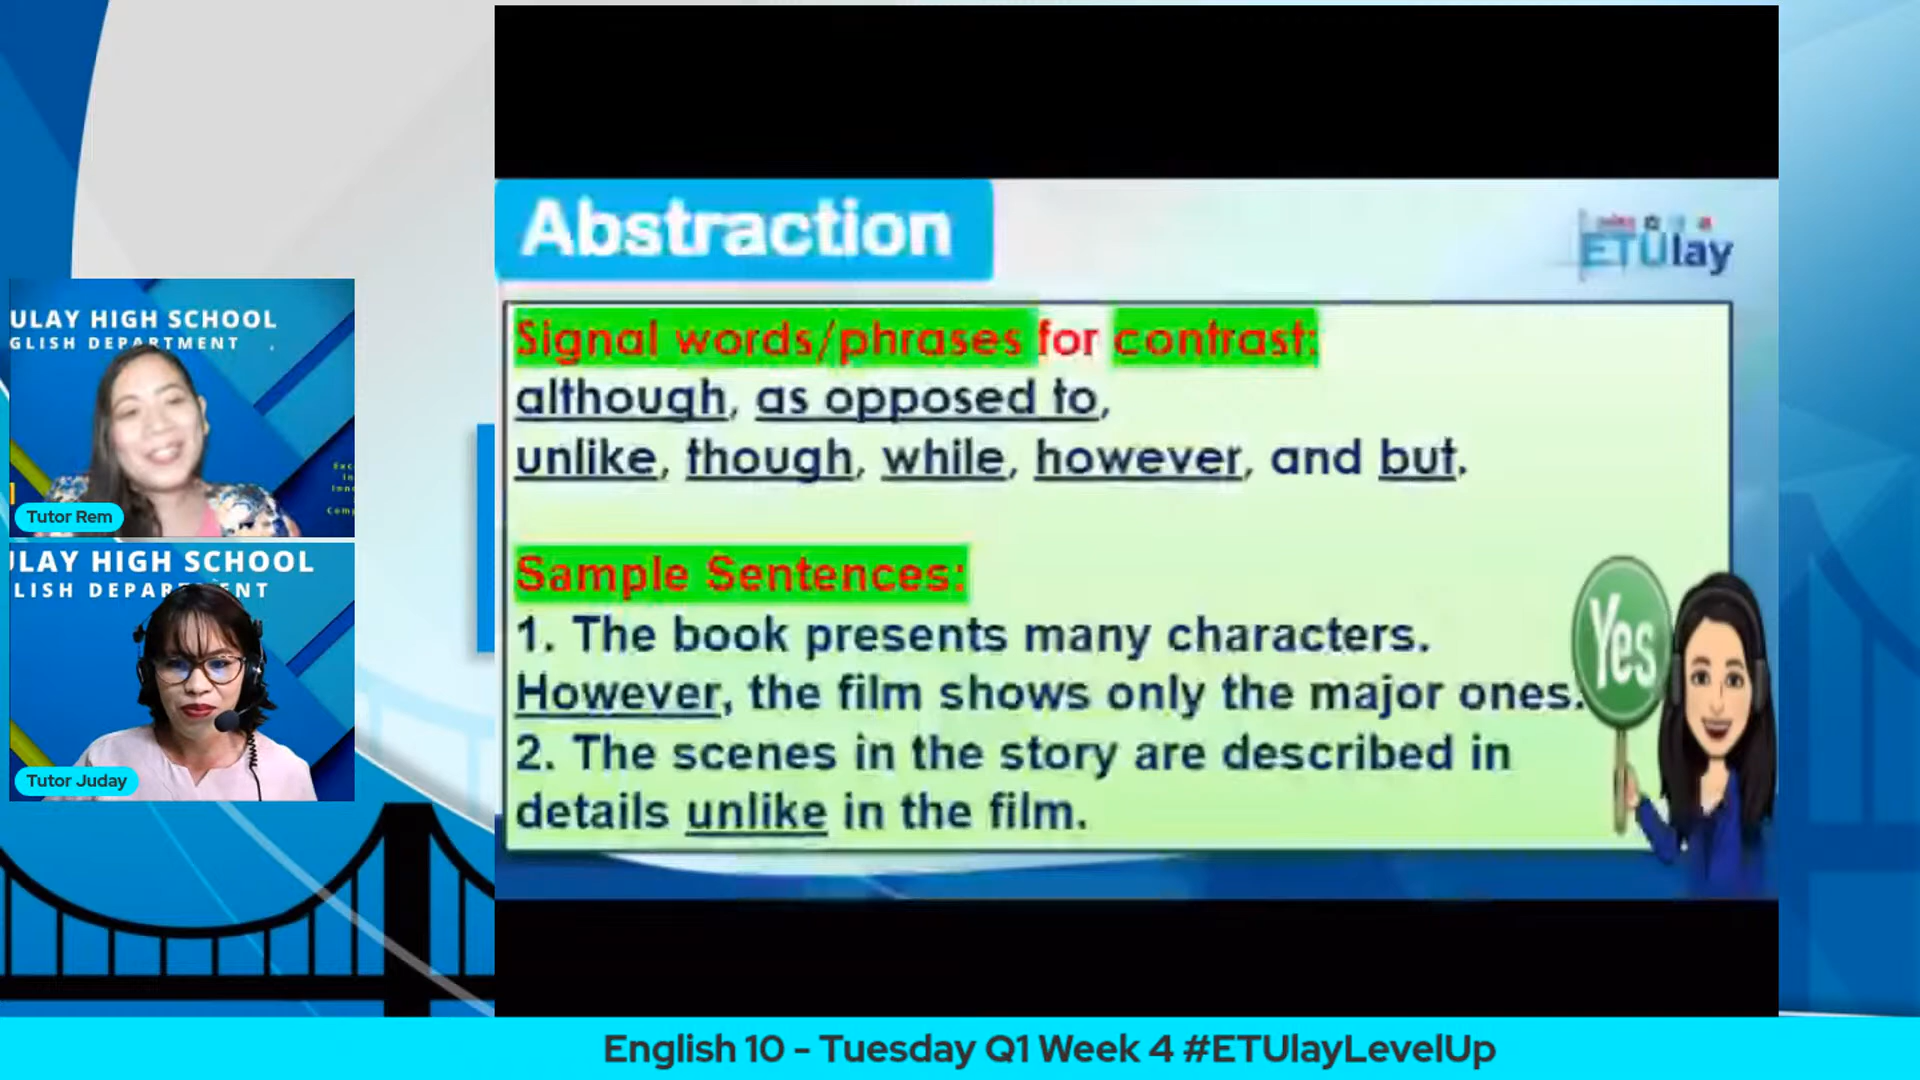 ULAY HIGH SCHOOL
GLISH DEPARTMENT
Tutor Rem
ULAY HIGH SCHOOL
LISH DEPAR ENT
Tutor Juday
Abstraction
ETUlay
Signal words/phrases for contrast:
although, as opposed to,
unlike, though, while, however, and but.
Sample Sentences:
1. The book presents many characters.
However, the film shows only the major ones.
2. The scenes in the story are described in
details unlike in the film.
Yes
English 10 - Tuesday Q1 Week 4 #ETUlayLevelUp